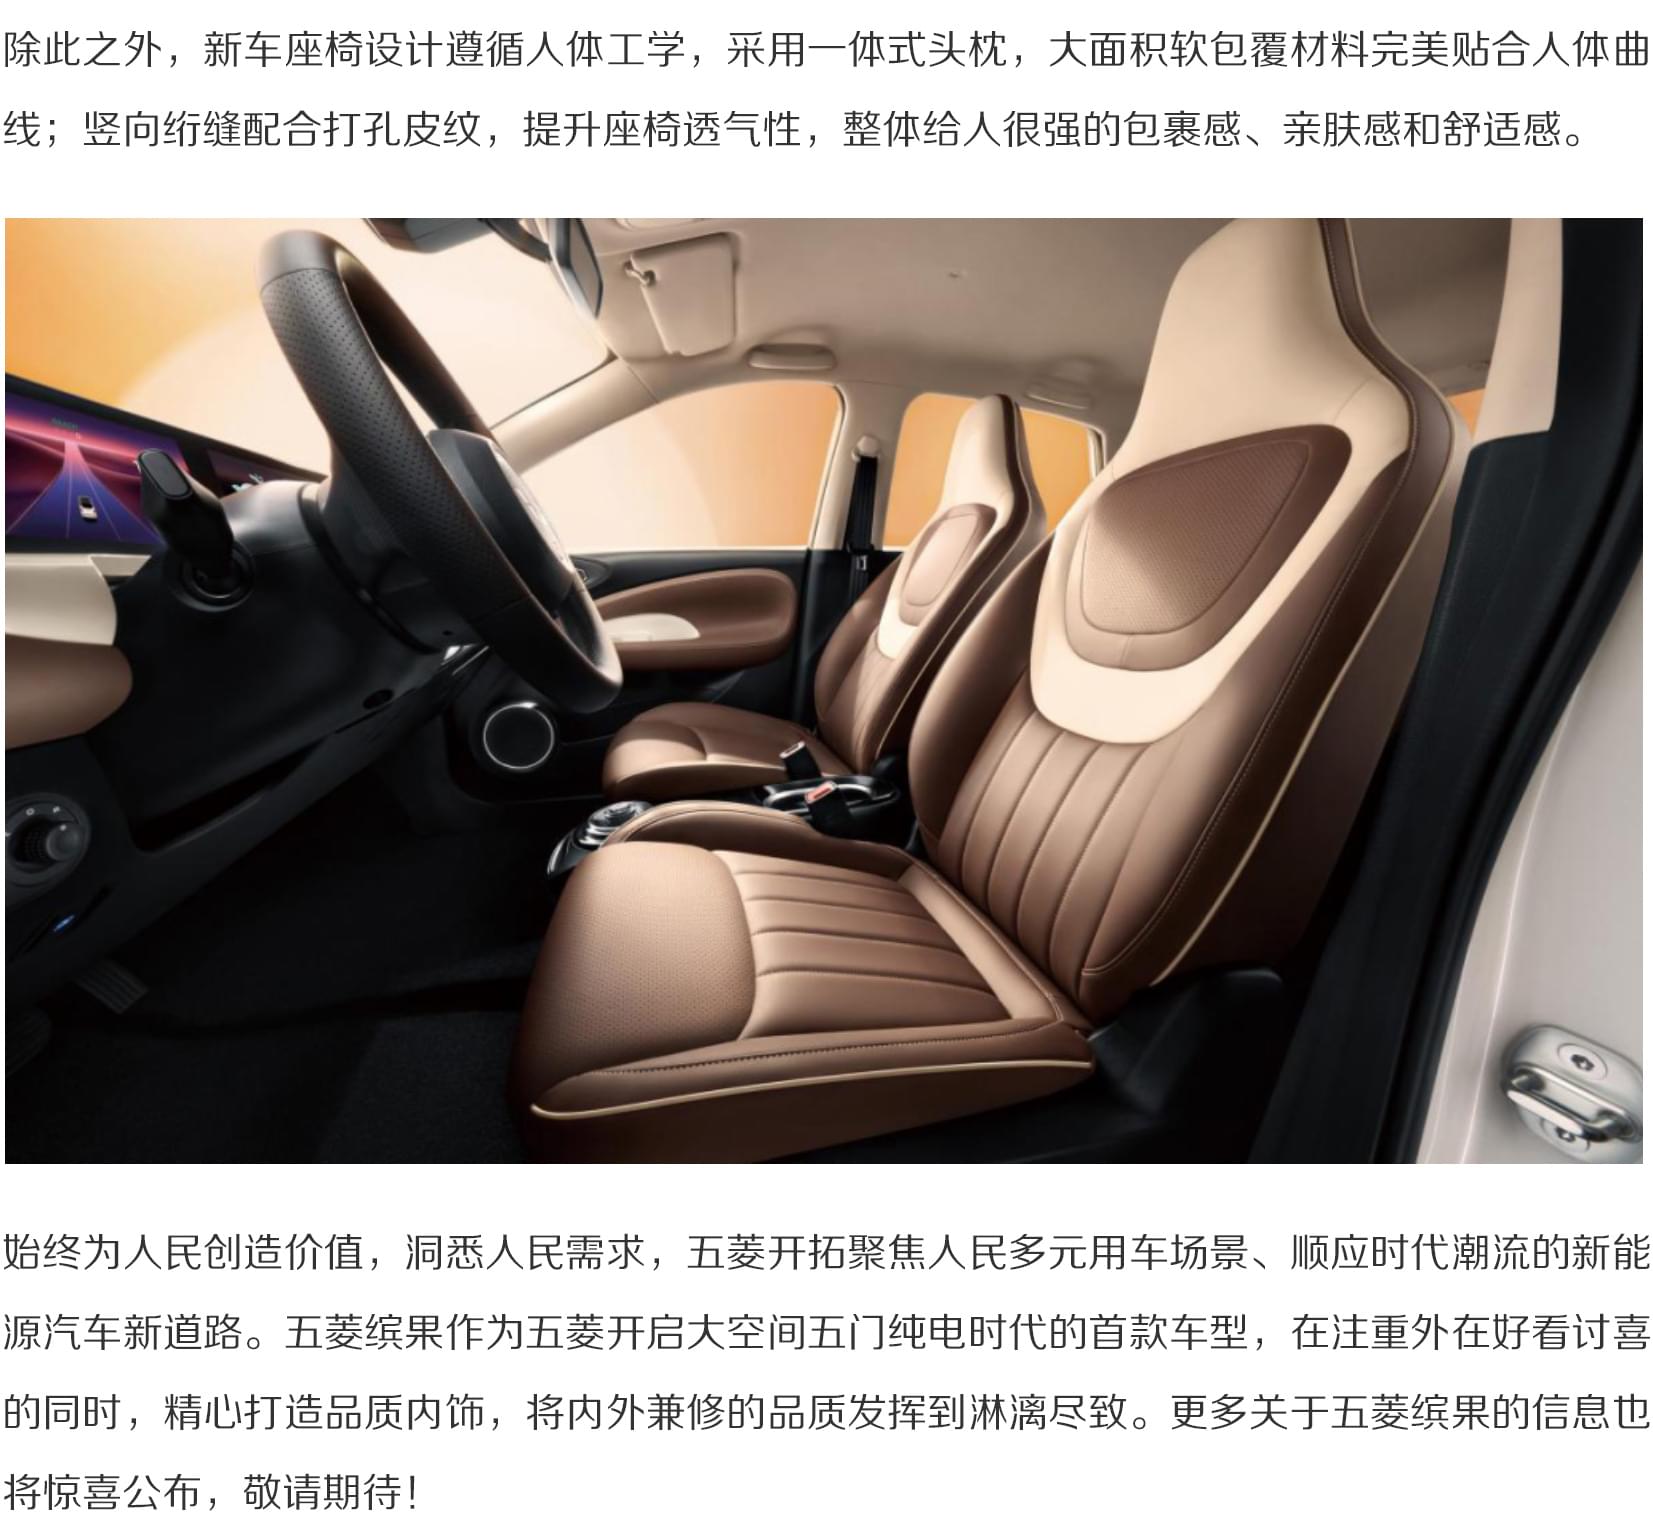 除此之外，新车座椅设计遵循人体工学，采用一体式头枕，大面积软包覆材料完美贴合人体曲
线；竖向绗缝配合打孔皮纹，提升座椅透气性，整体给人很强的包裹感、亲肤感和舒适感。
始终为人民创造价值，洞悉人民需求，五菱开拓聚焦人民多元用车场景、顺应时代潮流的新能
源汽车新道路。五菱缤果作为五菱开启大空间五门纯电时代的首款车型，在注重外在好看讨喜
的同时，精心打造品质内饰，将内外兼修的品质发挥到淋漓尽致。更多关于五菱缤果的信息也
将惊喜公布，敬请期待！